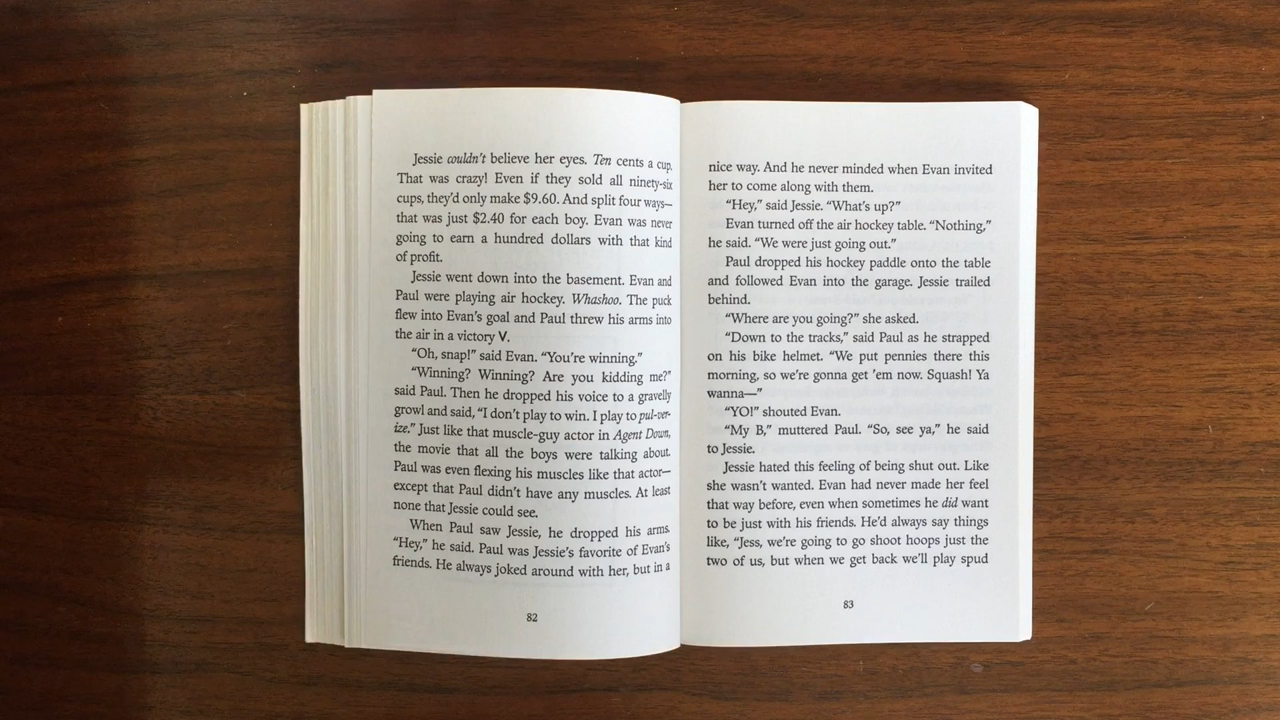 Jessie couldn't believe her eyes. Ten cents a cup.
That was crazy! Even if they sold all ninety-six
cups, they'd only make $9.60. And split four ways—
that was just $2.40 for each boy. Evan was never
going to earn a hundred dollars with that kind
of profit.
Jessie went down into the basement. Evan and
Paul were playing air hockey. Whashoo. The puck
flew into Evan's goal and Paul threw his arms into
the air in a victory V.
“Oh, snap!” said Evan. “You're winning.”
“Winning? Winning? Are you kidding me?”
said Paul. Then he dropped his voice to a gravelly
growl and said, “I don't play to win. I play to pul-ver-
ize.” Just like that muscle-guy actor in Agent Down,
the movie that all the boys were talking about.
Paul was even flexing his muscles like that actor—
except that Paul didn't have any muscles. At least
none that Jessie could see.
When Paul saw Jessie, he dropped his arms.
“Hey,” he said. Paul was Jessie's favorite of Evan's
friends. He always joked around with her, but in a
82
nice way. And he never minded when Evan invited
her to come along with them.
“Hey,” said Jessie. “What's up?”
Evan turned off the air hockey table. “Nothing,”
he said. “We were just going out.”
Paul dropped his hockey paddle onto the table
and followed Evan into the garage. Jessie trailed
behind.
“Where are you going?” she asked.
“Down to the tracks,” said Paul as he strapped
on his bike helmet. “We put pennies there this
morning, so we're gonna get 'em now. Squash! Ya
wanna—”
“YO!” shouted Evan.
“My B,” muttered Paul. “So, see ya,” he said
to Jessie.
Jessie hated this feeling of being shut out. Like
she wasn't wanted. Evan had never made her feel
that way before, even when sometimes he did want
to be just with his friends. He'd always say things
like, “Jess, we're going to go shoot hoops just the
two of us, but when we get back we'll play spud
83